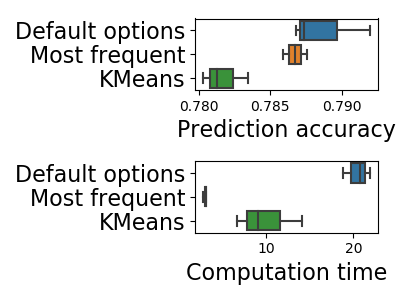 Default options
Most frequent
KMeans
0.780 0.785 0.790
Prediction accuracy
Default options
Most frequent
KMeans
10 20
Computation time